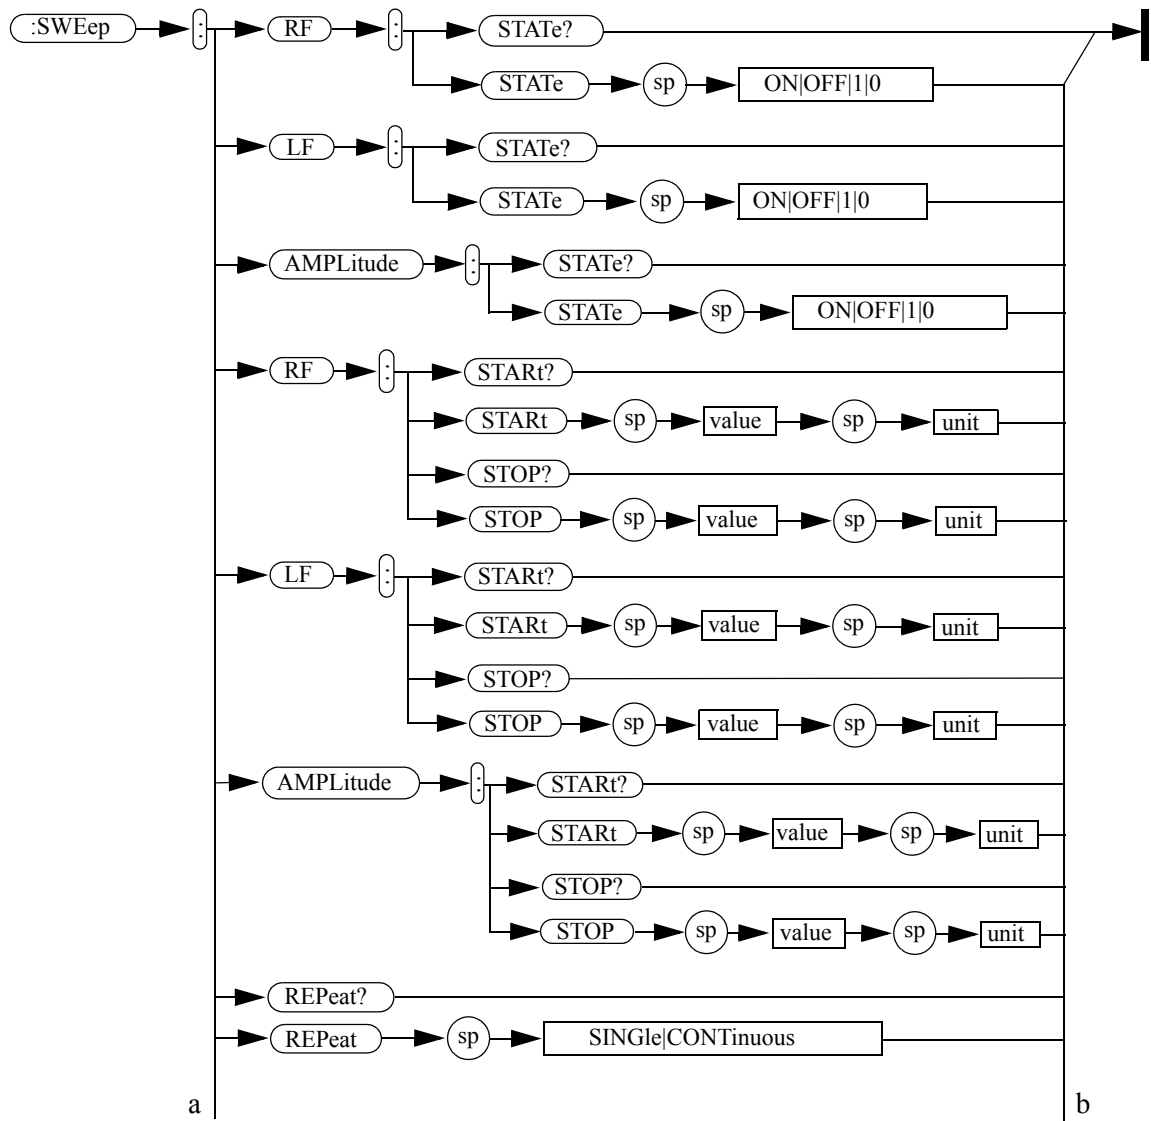 :SWEep : RF : STATe?
STATe sp ON|OFF|1|0
LF : STATe?
STATe sp ON|OFF|1|0
AMPLitude : STATe?
STATe sp ON|OFF|1|0
RF : STARt?
STARt sp value sp unit
STOP?
STOP sp value sp unit
LF : STARt?
STARt sp value sp unit
STOP?
STOP sp value sp unit
AMPLitude : STARt?
STARt sp value sp unit
STOP?
STOP sp value sp unit
REPeat?
REPeat sp SINGle|CONTinuous
a b